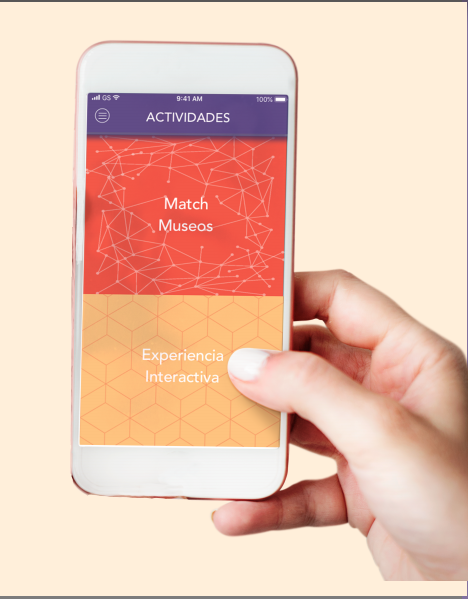 GS 9:41 AM 100%
ACTIVIDADES
Match
Museos
Experiencia
Interactiva